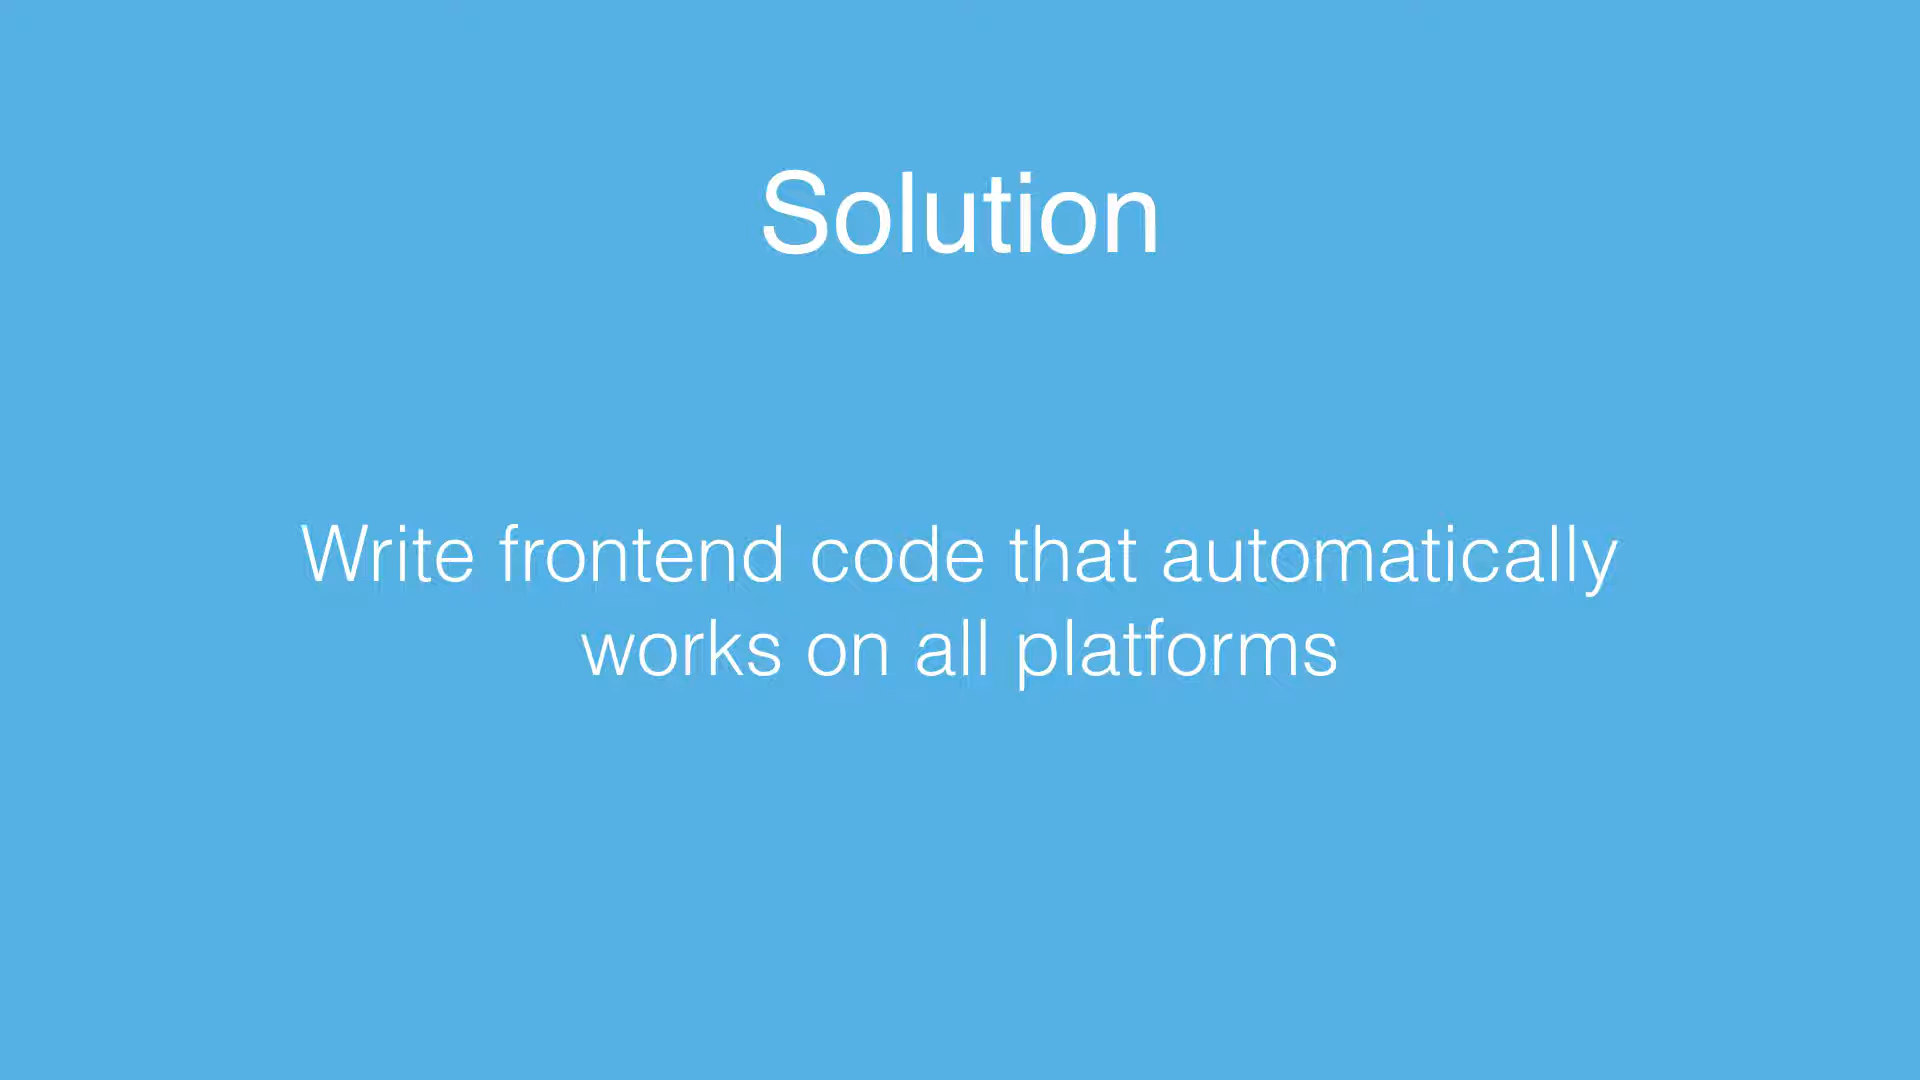 Solution
Write frontend code that automatically
works on all platforms